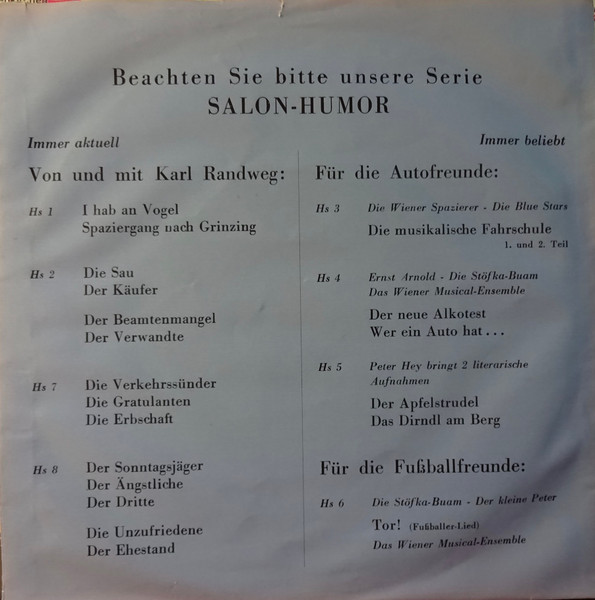 Beachten Sie bitte unsere Serie
SALON-HUMOR
Immer aktuell
Von und mit Karl Randweg:
Hs 1 I hab an Vogel
Spaziergang nach Grinzing
Hs 2 Die Sau
Der Käufer
Der Beamtenmangel
Der Verwandte
Hs 7 Die Verkehrssünder
Die Gratulanten
Die Erbschaft
Hs 8 Der Sonntagsjäger
Der Ängstliche
Der Dritte
Die Unzufriedene
Der Ehestand
Immer beliebt
Für die Autofreunde:
Hs 3 Die Wiener Spazierer - Die Blue Stars
Die musikalische Fahrschule
1. und 2. Teil
Hs 4 Ernst Arnold - Die Stöfka-Buam
Das Wiener Musical-Ensemble
Der neue Alkotest
Wer ein Auto hat...
Hs 5 Peter Hey bringt 2 literarische
Aufnahmen
Der Apfelstrudel
Das Dirndl am Berg
Für die Fußballfreunde:
Hs 6 Die Stöfka-Buam - Der kleine Peter
Tor! (Fußballer-Lied)
Das Wiener Musical-Ensemble